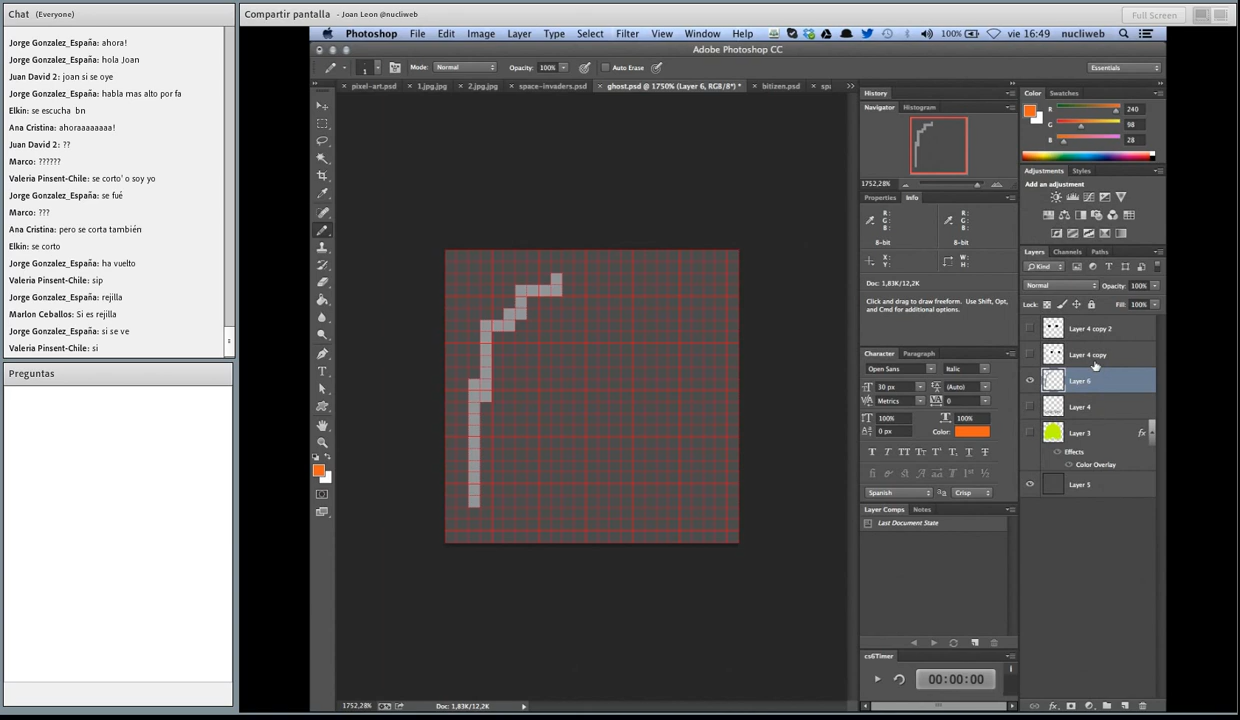 Chat (Everyone)
Jorge Gonzalez_España: ahora!
Jorge Gonzalez_España: hola Joan
Juan David 2: joan si se oye
Jorge Gonzalez_España: habla mas alto por fa
Elkin: se escucha bn
Ana Cristina: ahoraaaaaaaa!
Juan David 2: ??
Marco: ??????
Valeria Pinsent-Chile: se corto' o soy yo
Jorge Gonzalez_España: se fué
Marco: ???
Ana Cristina: pero se corta también
Elkin: se corto
Jorge Gonzalez_España: ha vuelto
Valeria Pinsent-Chile: sip
Jorge Gonzalez_España: rejilla
Marlon Ceballos: Si es rejilla
Jorge Gonzalez_España: si se ve
Valeria Pinsent-Chile: si
Preguntas
Compartir pantalla - Joan Leon @nucliweb
Full Screen
Photoshop File Edit Image Layer Type Select Filter View Window Help 100% vie 16:49 nucliweb
Adobe Photoshop CC
1 Mode: Normal Opacity: 100% Auto Erase Essentials
× pixel-art.psd × 1.jpg.jpg × 2.jpg.jpg × space-invaders.psd × ghost.psd @ 1750% (Layer 6, RGB/8*) * × bitizen.psd >>
History
Navigator Histogram
1752,28%
Properties Info
R:
G:
B:
R:
G:
B:
8-bit 8-bit
X:
Y:
W:
H:
Doc: 1,83K/12,2K
Click and drag to draw freeform. Use Shift, Opt, and Cmd for additional options.
Character Paragraph
Open Sans Italic
30 px (Auto)
Metrics 0
100% 100%
0 px Color:
Spanish aa Crisp
Layer Comps Notes
Last Document State
cs6Timer
00:00:00
Color Swatches
R 240
G 98
B 28
Adjustments Styles
Add an adjustment
Layers Channels Paths
Kind
Normal Opacity: 100%
Lock: Fill: 100%
Layer 4 copy 2
Layer 4 copy
Layer 6
Layer 4
Layer 3 fx
Effects
Color Overlay
Layer 5
1752,28% Doc: 1,83K/12,2K